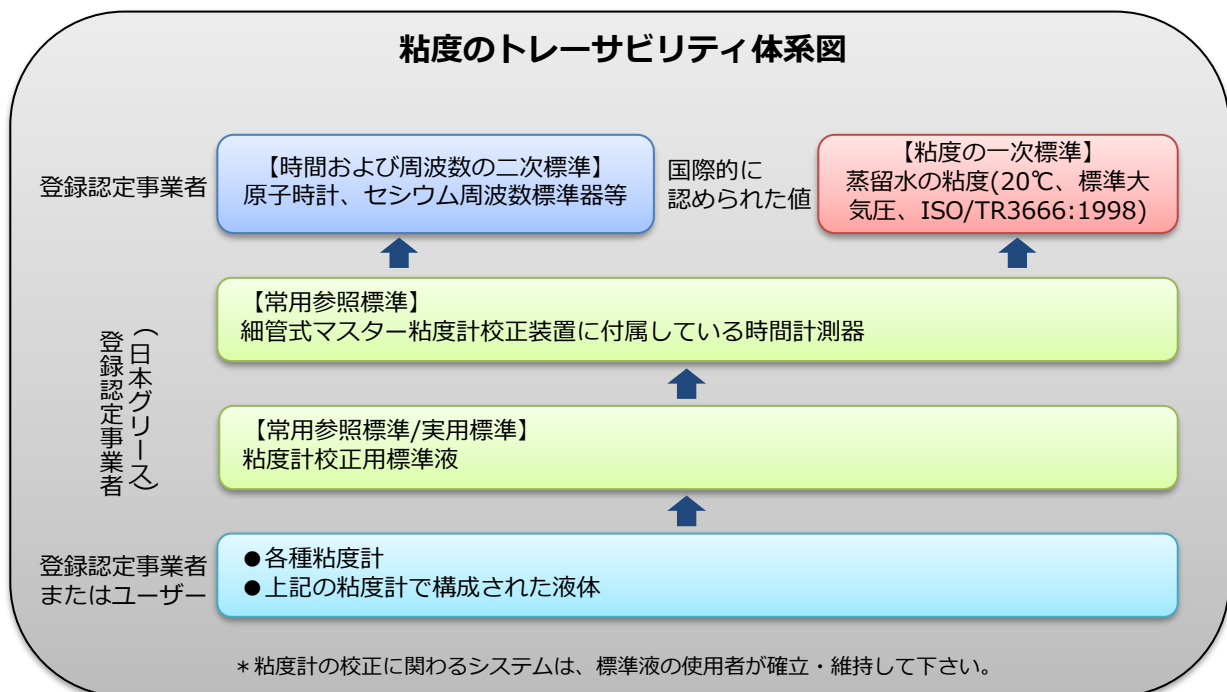 粘度のトレーサビリティ体系図
登録認定事業者
【時間および周波数の二次標準】
原子時計、セシウム周波数標準器等
国際的に
認められた値
【粘度の一次標準】
蒸留水の粘度(20℃、標準大
気圧、ISO/TR3666:1998)
登録認定事業者
（日本グリース）
【常用参照標準】
細管式マスター粘度計校正装置に付属している時間計測器
【常用参照標準/実用標準】
粘度計校正用標準液
登録認定事業者
またはユーザー
●各種粘度計
●上記の粘度計で構成された液体
＊粘度計の校正に関わるシステムは、標準液の使用者が確立・維持して下さい。